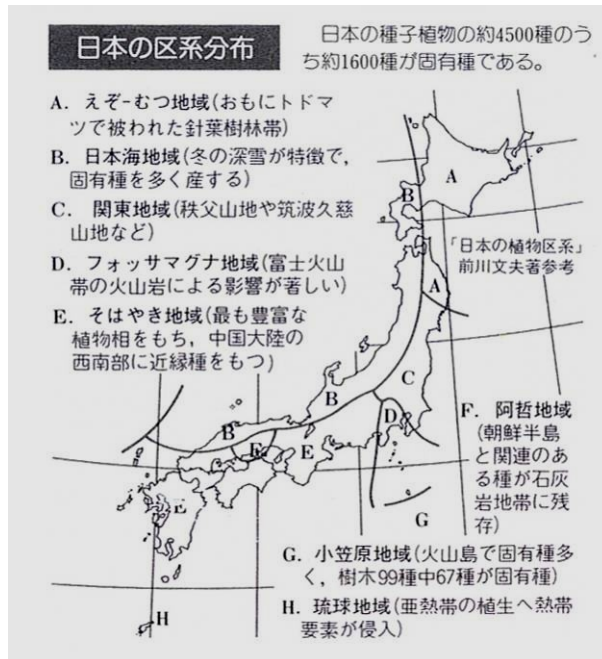 日本の区系分布
日本の種子植物の約4500種のう
ち約1600種が固有種である。
A. えぞ-むつ地域(おもにトドマ
ツで被われた針葉樹林帯)
B. 日本海地域(冬の深雪が特徴で,
固有種を多く産する)
C. 関東地域(秩父山地や筑波久慈
山地など)
D. フォッサマグナ地域(富士火山
帯の火山岩による影響が著しい)
E. そはやき地域(最も豊富な
植物相をもち, 中国大陸の
西南部に近縁種をもつ)
A
B
「日本の植物区系」
前川文夫著参考
A
C
B
D
B
F
E
E
G
F. 阿哲地域
(朝鮮半島
と関連のあ
る種が石灰
岩地帯に残
存)
G. 小笠原地域(火山島で固有種多
く, 樹木99種中67種が固有種)
H
H. 琉球地域(亜熱帯の植生へ熱帯
要素が侵入)